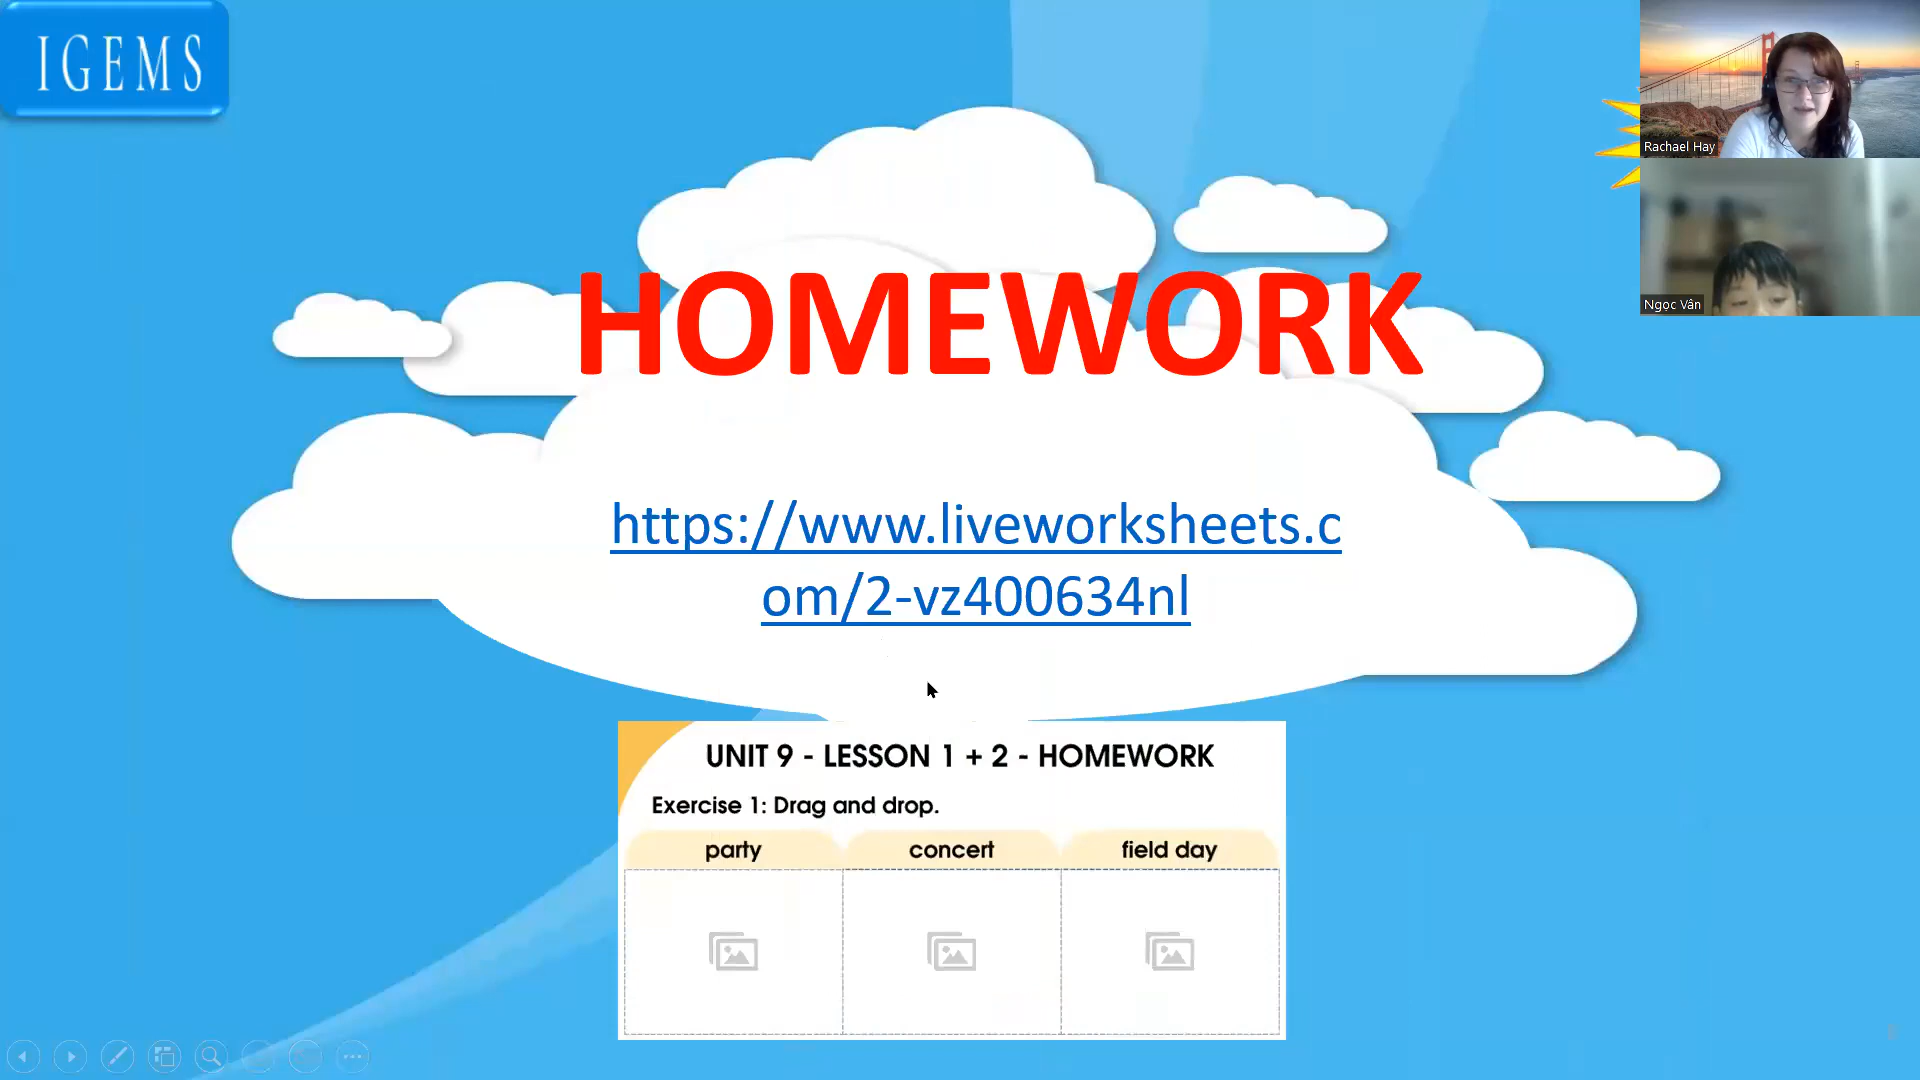 IGEMS
Rachael Hay
Ngọc Vân
HOMEWORK
https://www.liveworksheets.c
om/2-vz400634nl
UNIT 9 - LESSON 1 + 2 - HOMEWORK
Exercise 1: Drag and drop.
party concert field day